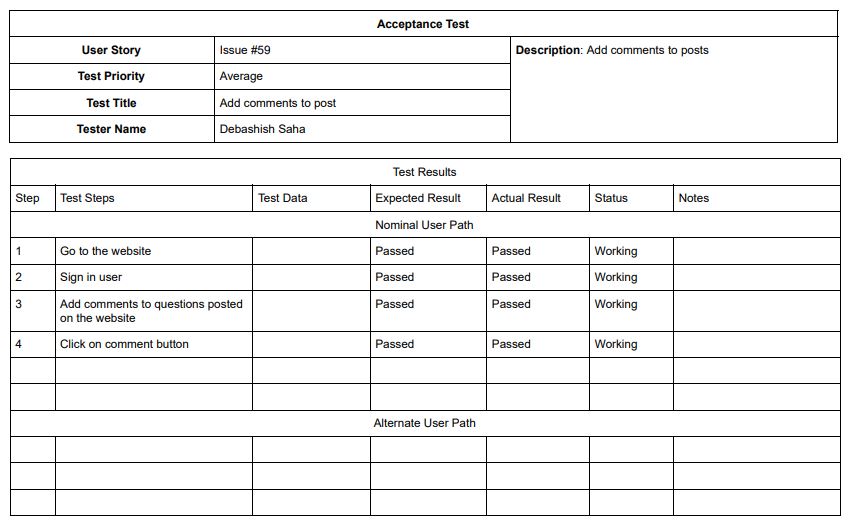 Acceptance Test
User Story Issue #59 Description: Add comments to posts
Test Priority Average
Test Title Add comments to post
Tester Name Debashish Saha
Test Results
Step Test Steps Test Data Expected Result Actual Result Status Notes
Nominal User Path
1 Go to the website Passed Passed Working
2 Sign in user Passed Passed Working
3 Add comments to questions posted Passed Passed Working
on the website
4 Click on comment button Passed Passed Working
Alternate User Path